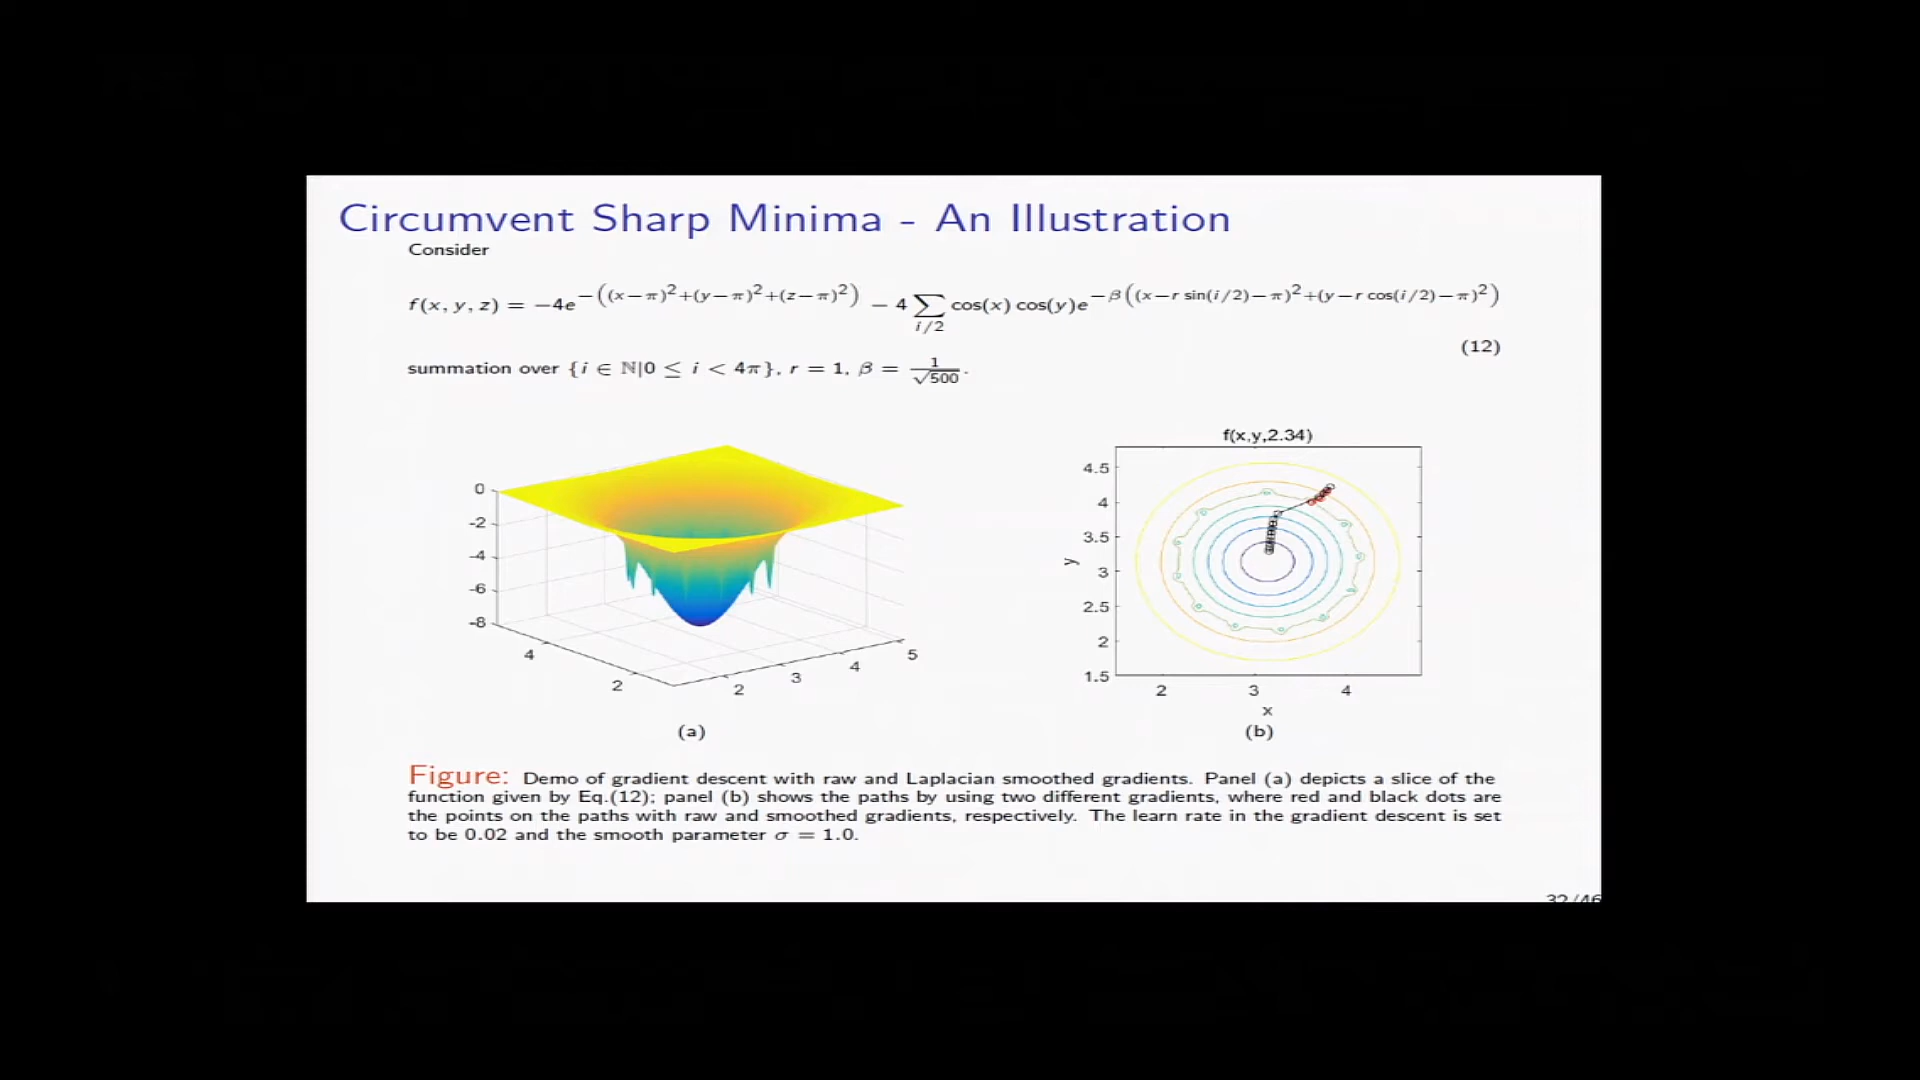 Circumvent Sharp Minima - An Illustration
Consider
f(x, y, z) = −4e^{−((x−π)^2+(y−π)^2+(z−π)^2)} − 4 ∑_{i/2} cos(x) cos(y)e^{−β((x−r sin(i/2)−π)^2+(y−r cos(i/2)−π)^2)}
(12)
summation over {i ∈ ℕ|0 ≤ i < 4π}, r = 1, β = 1/√500.
f(x,y,2.34)
0
-2
-4
-6
-8
4
2
2
3
4
5
4.5
4
3.5
3
2.5
2
1.5
y
2
3
4
x
(a)
(b)
Figure: Demo of gradient descent with raw and Laplacian smoothed gradients. Panel (a) depicts a slice of the
function given by Eq.(12); panel (b) shows the paths by using two different gradients, where red and black dots are
the points on the paths with raw and smoothed gradients, respectively. The learn rate in the gradient descent is set
to be 0.02 and the smooth parameter σ = 1.0.
32/46